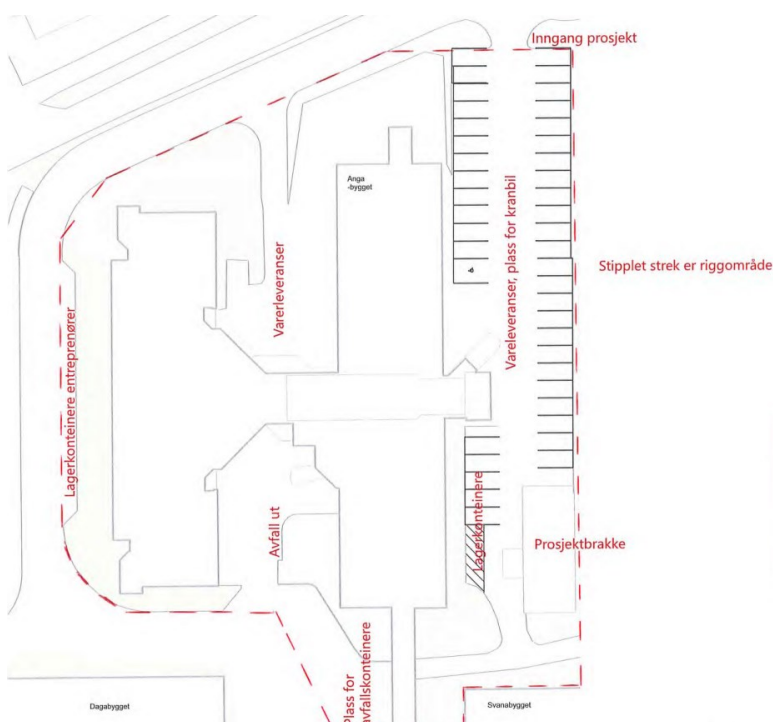 Inngang prosjekt
Anga
-bygget
Varerleveranser
Vareleveranser, plass for kranbil
Stipplet strek er riggområde
Lagerkonteinere entreprenører
Avfall ut
Lagerkonteinere
Prosjektbrakke
Plass for
avfallskonteinere
Dagabygget
Svanabygget